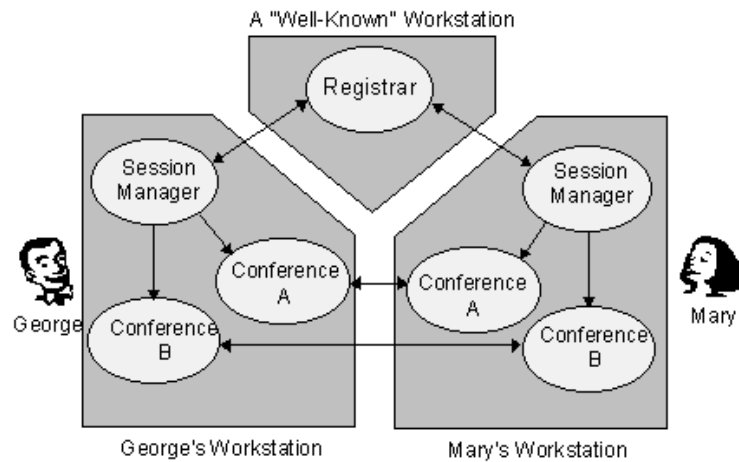 A "Well-Known" Workstation
Registrar
Session
Manager
Session
Manager
Conference
A
Conference
A
George
Conference
B
Conference
B
Mary
George's Workstation
Mary's Workstation